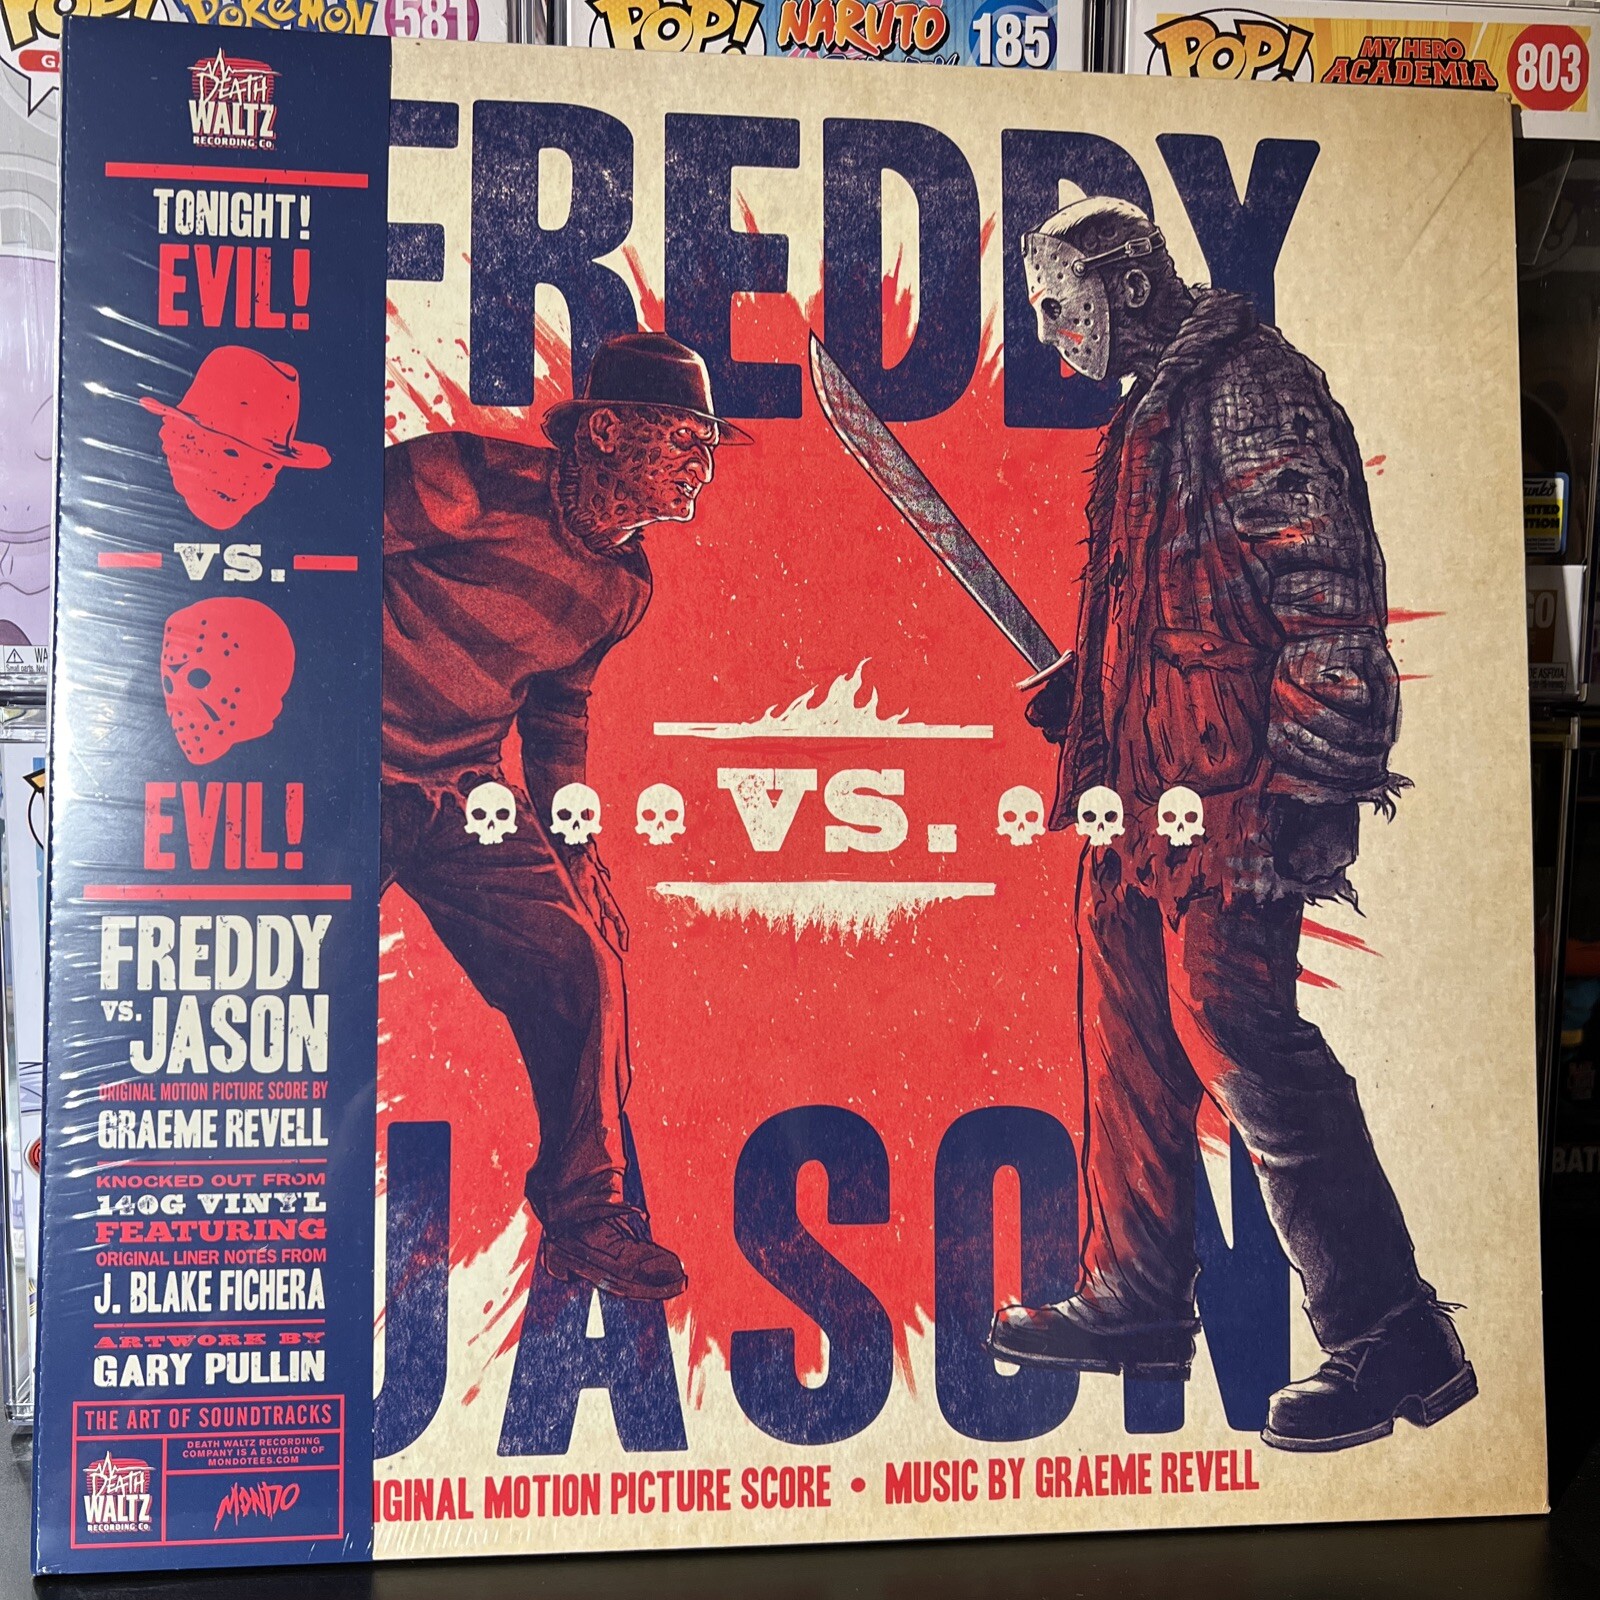 POP!
POKÉMON
581
POP!
NARUTO
185
POP!
MY HERO
ACADEMIA
803
DEATH
WALTZ
RECORDING CO.
TONIGHT!
EVIL!
VS.
EVIL!
FREDDY
VS. JASON
ORIGINAL MOTION PICTURE SCORE BY
GRAEME REVELL
KNOCKED OUT FROM
140G VINYL
FEATURING
ORIGINAL LINER NOTES FROM
J. BLAKE FICHERA
ARTWORK BY
GARY PULLIN
THE ART OF SOUNDTRACKS
DEATH
WALTZ
RECORDING CO.
DEATH WALTZ RECORDING
COMPANY IS A DIVISION OF
MONDOTEES.COM
MONDO
FREDDY
VS.
JASON
IGINAL MOTION PICTURE SCORE • MUSIC BY GRAEME REVELL
WA
BAT